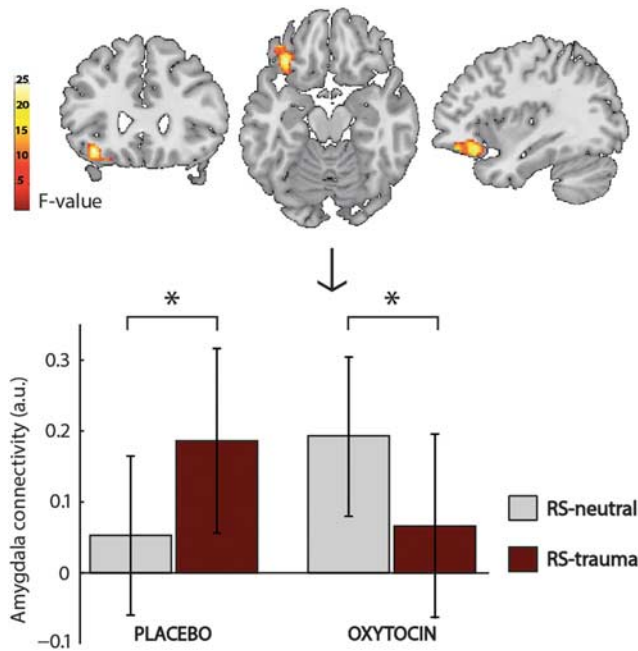 25
20
15
10
5
F-value
*
*
0.3
0.2
0.1
0
−0.1
Amygdala connectivity (a.u.)
RS-neutral
RS-trauma
PLACEBO
OXYTOCIN